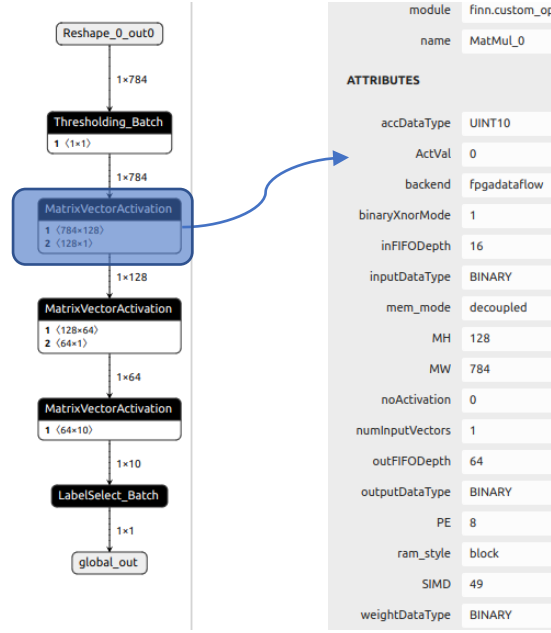 Reshape_0_out0
1×784
Thresholding_Batch
1 〈1×1〉
1×784
MatrixVectorActivation
1 〈784×128〉
2 〈128×1〉
1×128
MatrixVectorActivation
1 〈128×64〉
2 〈64×1〉
1×64
MatrixVectorActivation
1 〈64×10〉
1×10
LabelSelect_Batch
1×1
global_out
module finn.custom_op
name MatMul_0
ATTRIBUTES
accDataType UINT10
ActVal 0
backend fpgadataflow
binaryXnorMode 1
inFIFODepth 16
inputDataType BINARY
mem_mode decoupled
MH 128
MW 784
noActivation 0
numInputVectors 1
outFIFODepth 64
outputDataType BINARY
PE 8
ram_style block
SIMD 49
weightDataType BINARY